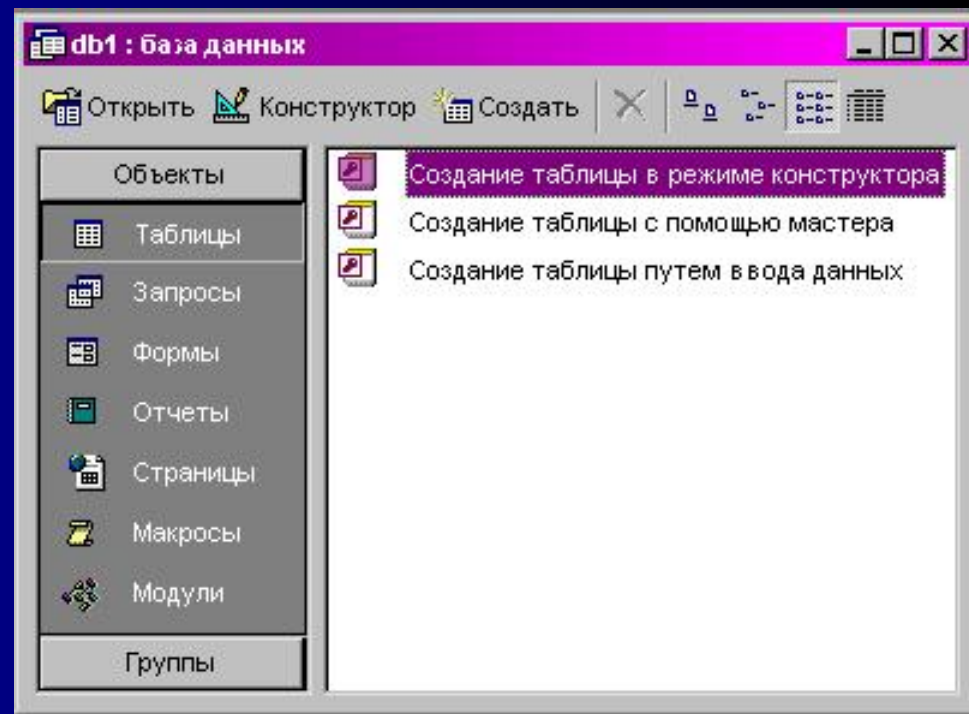 db1 : база данных
Открыть Конструктор Создать
Объекты
Таблицы
Запросы
Формы
Отчеты
Страницы
Макросы
Модули
Группы
Создание таблицы в режиме конструктора
Создание таблицы с помощью мастера
Создание таблицы путем ввода данных